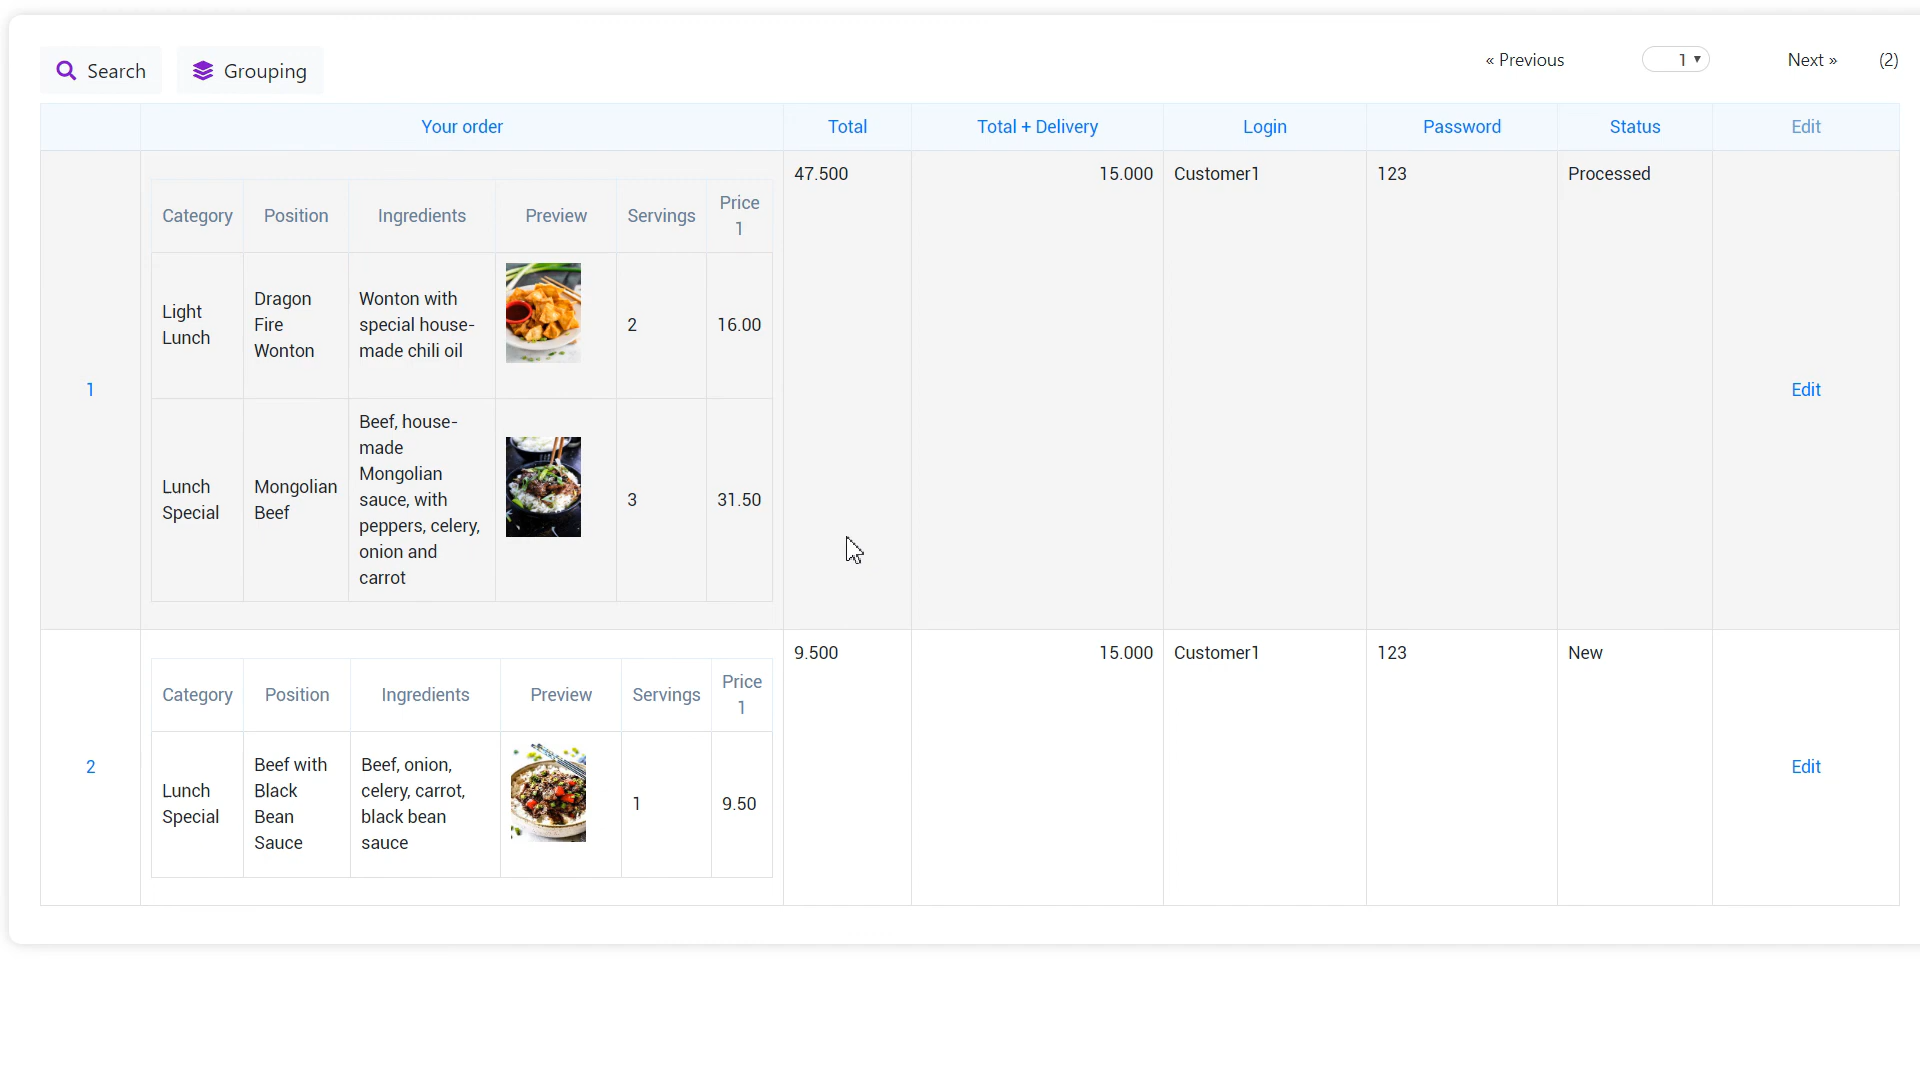 Search Grouping « Previous 1 ▾ Next » (2)
Your order Total Total + Delivery Login Password Status Edit
1
Category Position Ingredients Preview Servings Price
1
Light
Lunch
Dragon
Fire
Wonton
Wonton with
special house-
made chili oil
2
16.00
Lunch
Special
Mongolian
Beef
Beef, house-
made
Mongolian
sauce, with
peppers, celery,
onion and
carrot
3
31.50
47.500
15.000
Customer1
123
Processed
Edit
2
Category Position Ingredients Preview Servings Price
1
Lunch
Special
Beef with
Black
Bean
Sauce
Beef, onion,
celery, carrot,
black bean
sauce
1
9.50
9.500
15.000
Customer1
123
New
Edit